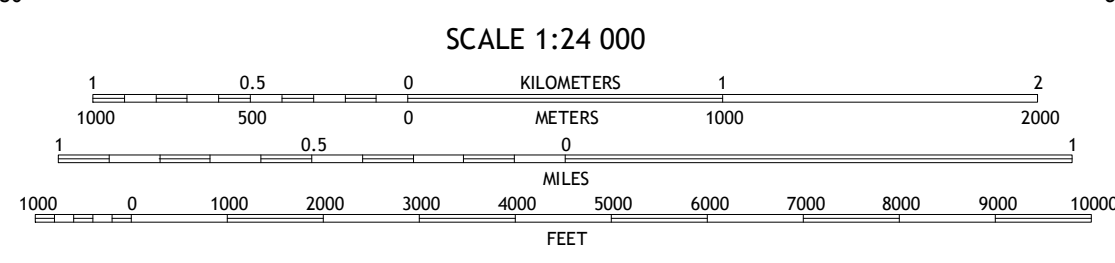 SCALE 1:24 000
1 0.5 0 KILOMETERS 1 2
1000 500 0 METERS 1000 2000
1 0.5 0 1
MILES
1000 0 1000 2000 3000 4000 5000 6000 7000 8000 9000 10000
FEET